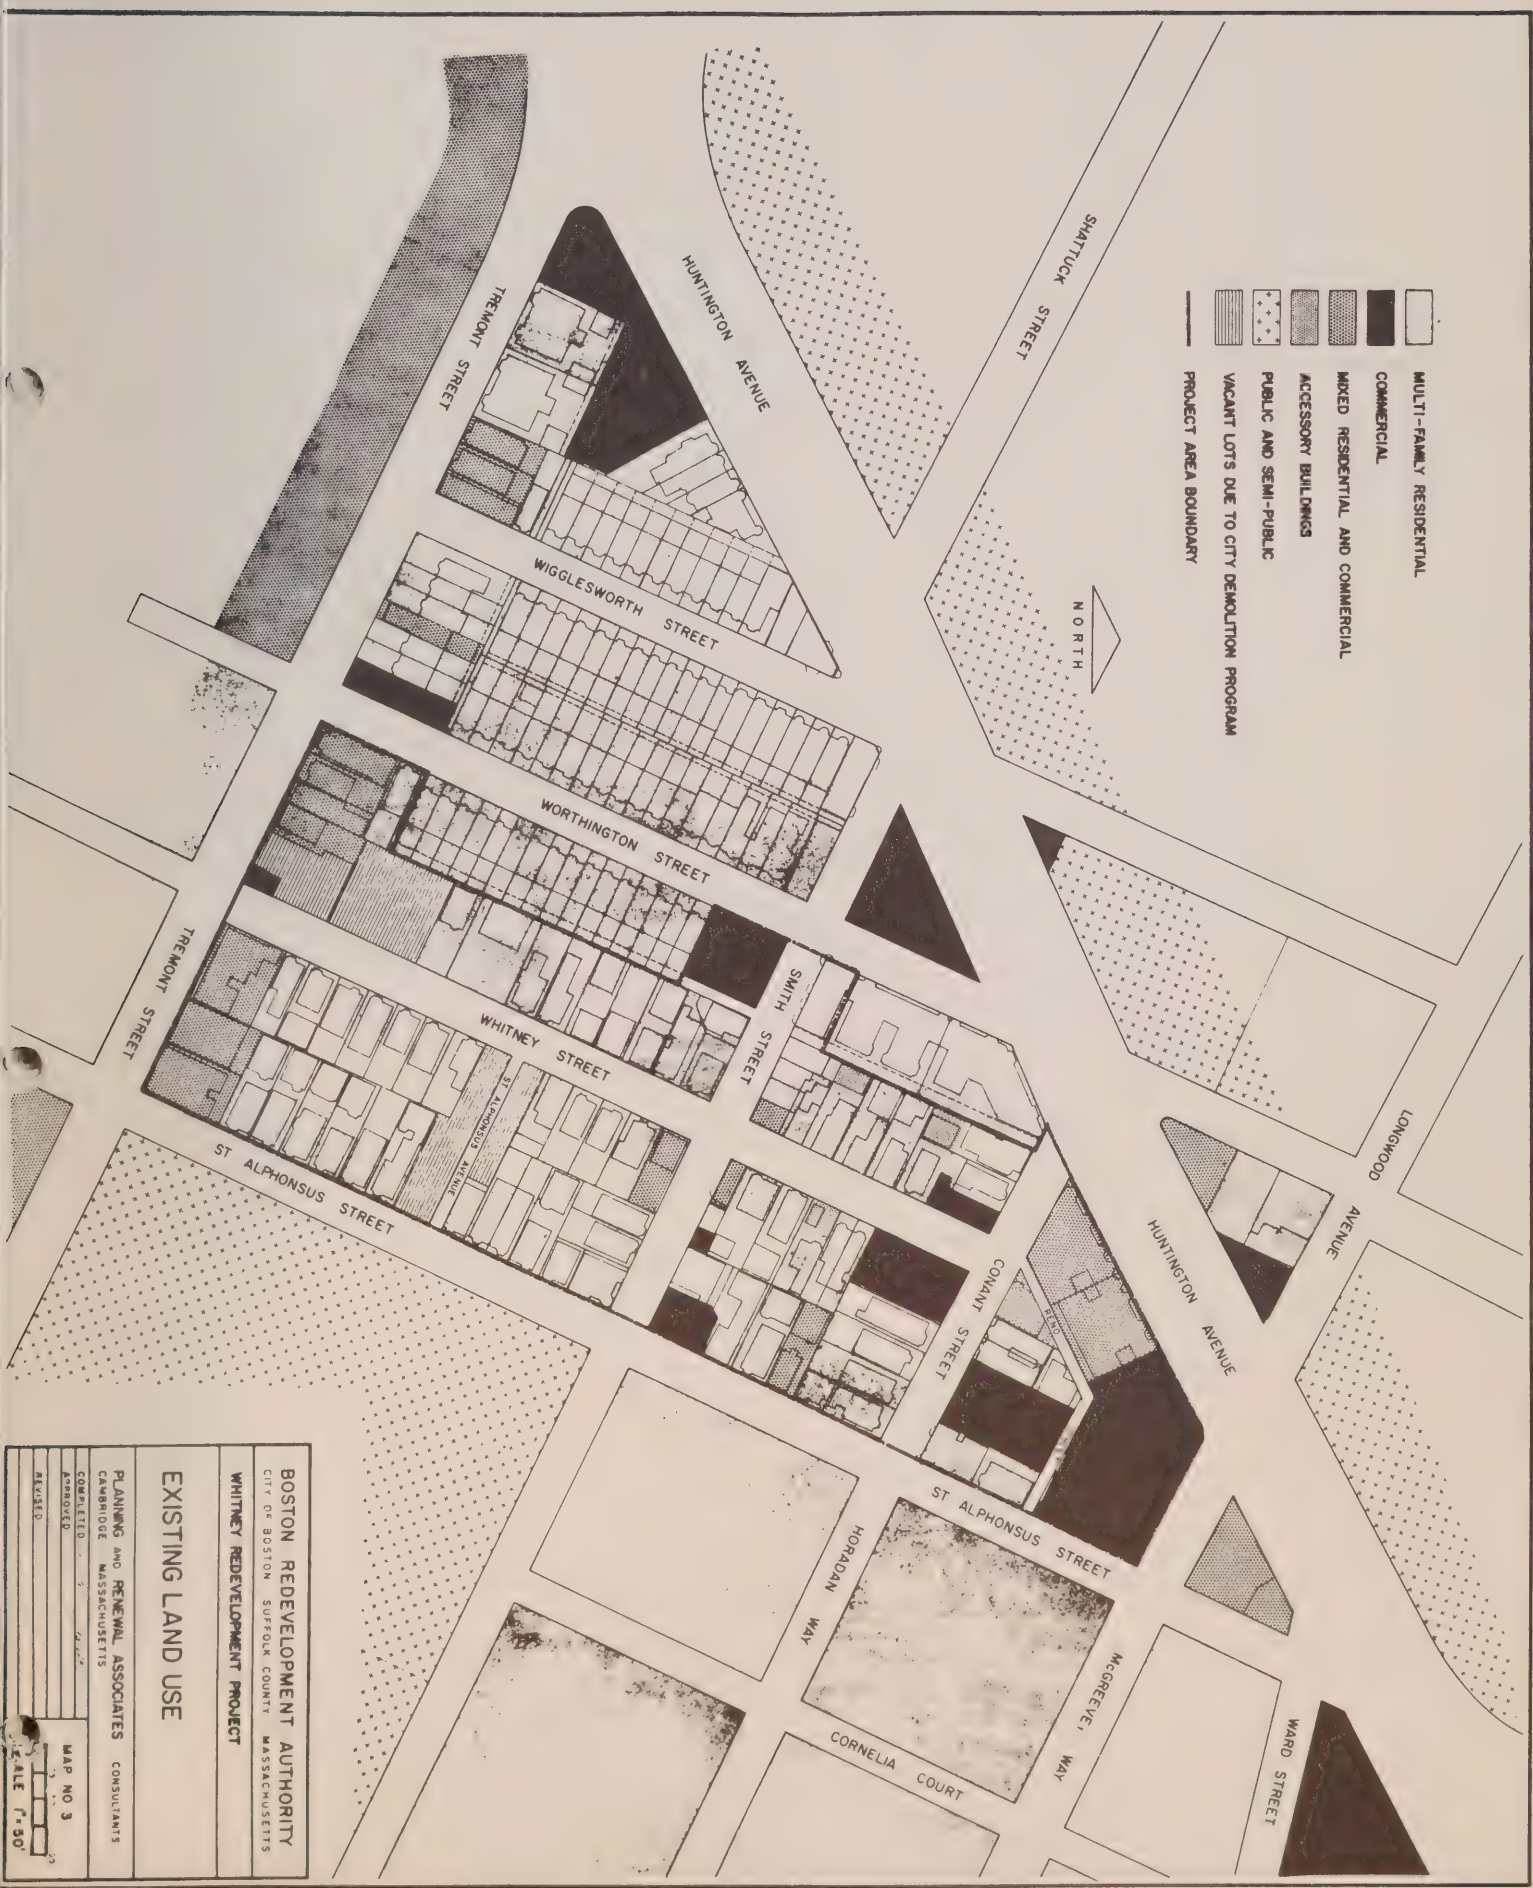 MULTI-FAMILY RESIDENTIAL
COMMERCIAL
MIXED RESIDENTIAL AND COMMERCIAL
ACCESSORY BUILDINGS
PUBLIC AND SEMI-PUBLIC
VACANT LOTS DUE TO CITY DEMOLITION PROGRAM
PROJECT AREA BOUNDARY
NORTH
SHATTUCK STREET
HUNTINGTON AVENUE
TREMONT STREET
WIGGLESWORTH STREET
WORTHINGTON STREET
SMITH STREET
WHITNEY STREET
TREMONT STREET
ST ALPHONSUS AVENUE
ST ALPHONSUS STREET
LONGWOOD AVENUE
HUNTINGTON AVENUE
CONANT STREET
RENO
ST ALPHONSUS STREET
HORADAN WAY
McGREEVEY WAY
CORNELIA COURT
WARD STREET
BOSTON REDEVELOPMENT AUTHORITY
CITY OF BOSTON SUFFOLK COUNTY MASSACHUSETTS
WHITNEY REDEVELOPMENT PROJECT
EXISTING LAND USE
PLANNING AND RENEWAL ASSOCIATES CONSULTANTS
CAMBRIDGE MASSACHUSETTS
COMPLETED
APPROVED
REVISED
MAP NO 3
SCALE 1"=50'